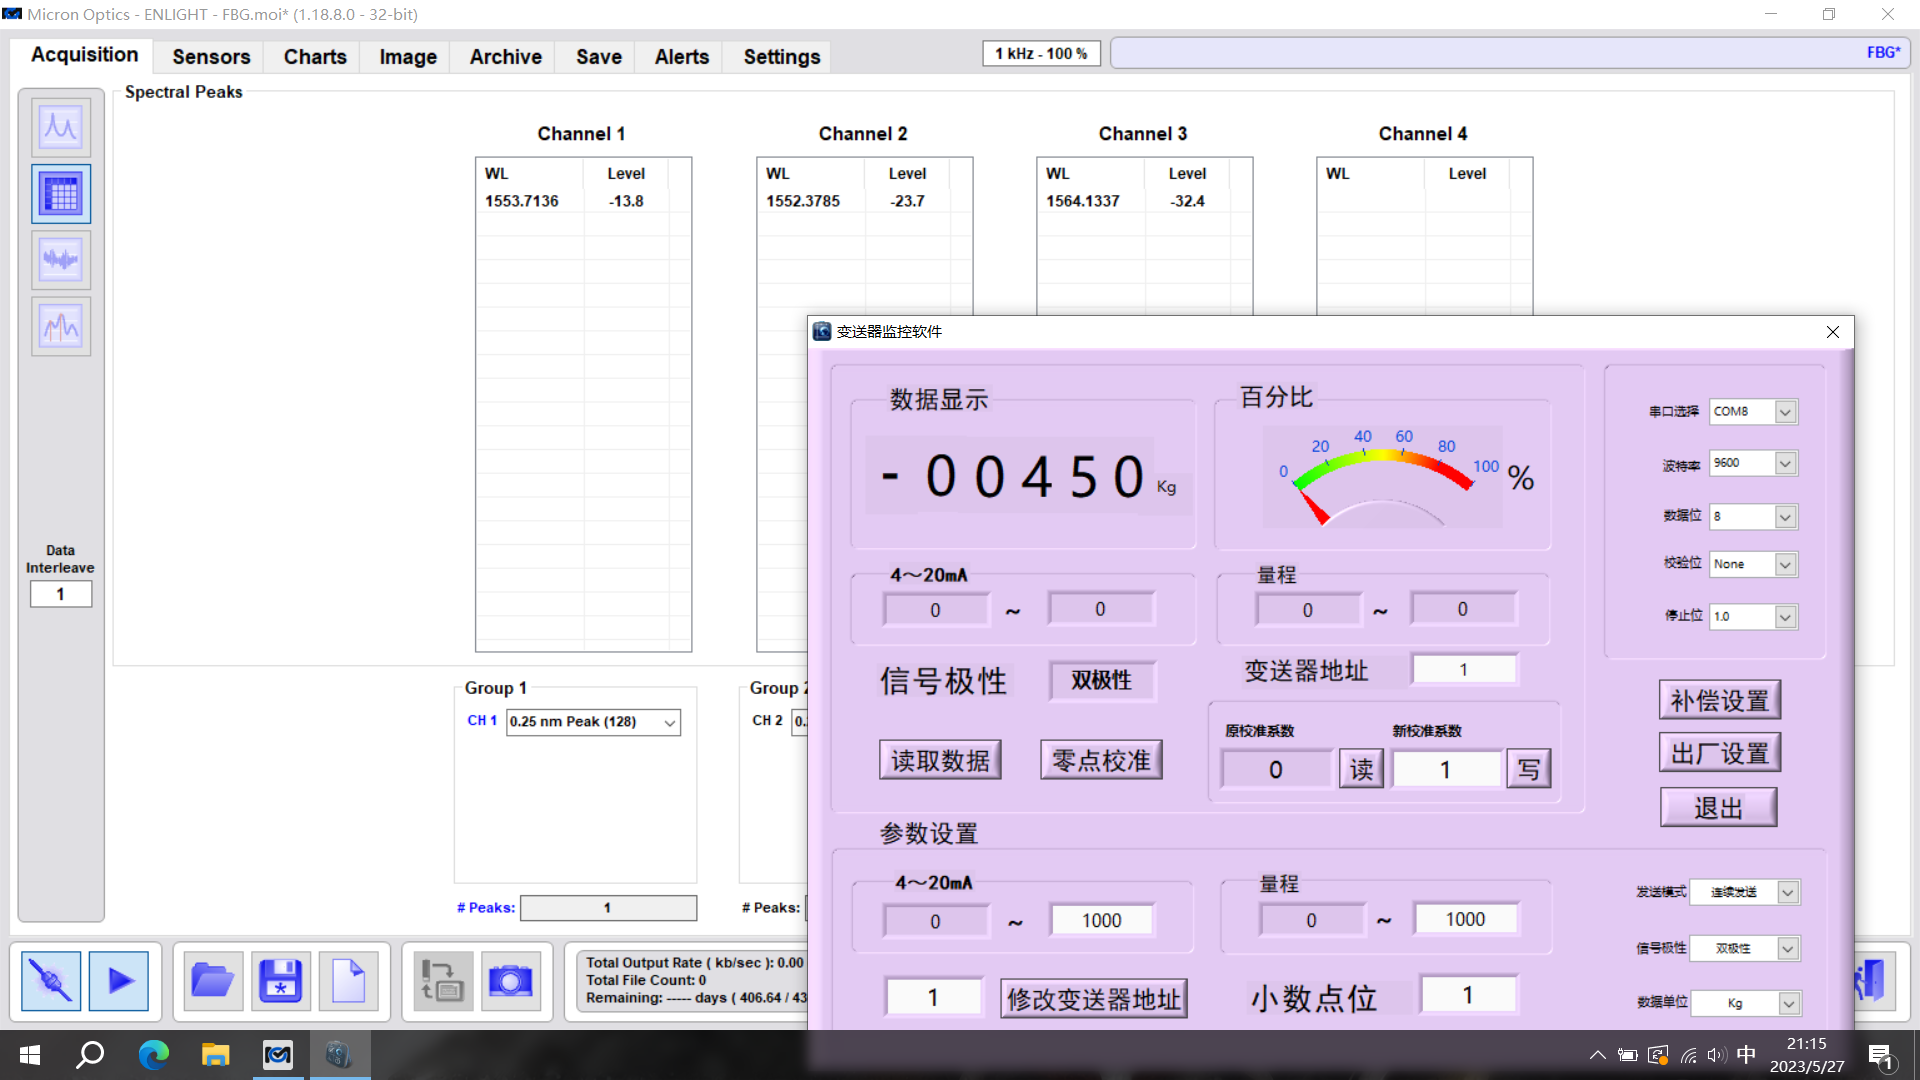 Micron Optics - ENLIGHT - FBG.moi* (1.18.8.0 - 32-bit)
Acquisition Sensors Charts Image Archive Save Alerts Settings
1 kHz - 100 %
FBG*
Spectral Peaks
Channel 1 Channel 2 Channel 3 Channel 4
WL Level WL Level WL Level WL Level
1553.7136 -13.8 1552.3785 -23.7 1564.1337 -32.4
Data
Interleave
1
Group 1
CH 1 0.25 nm Peak (128)
# Peaks: 1
Group 2
CH 2 0.
# Peaks:
Total Output Rate ( kb/sec ): 0.00
Total File Count: 0
Remaining: ----- days ( 406.64 / 43
变送器监控软件
数据显示
-00450 Kg
百分比
0 20 40 60 80 100 %
4～20mA
0 ~ 0
量程
0 ~ 0
信号极性 双极性
变送器地址 1
读取数据 零点校准
原校准系数 新校准系数
0 读 1 写
串口选择 COM8
波特率 9600
数据位 8
校验位 None
停止位 1.0
补偿设置
出厂设置
退出
参数设置
4～20mA
0 ~ 1000
量程
0 ~ 1000
1 修改变送器地址
小数点位 1
发送模式 连续发送
信号极性 双极性
数据单位 Kg
中
21:15
2023/5/27
1